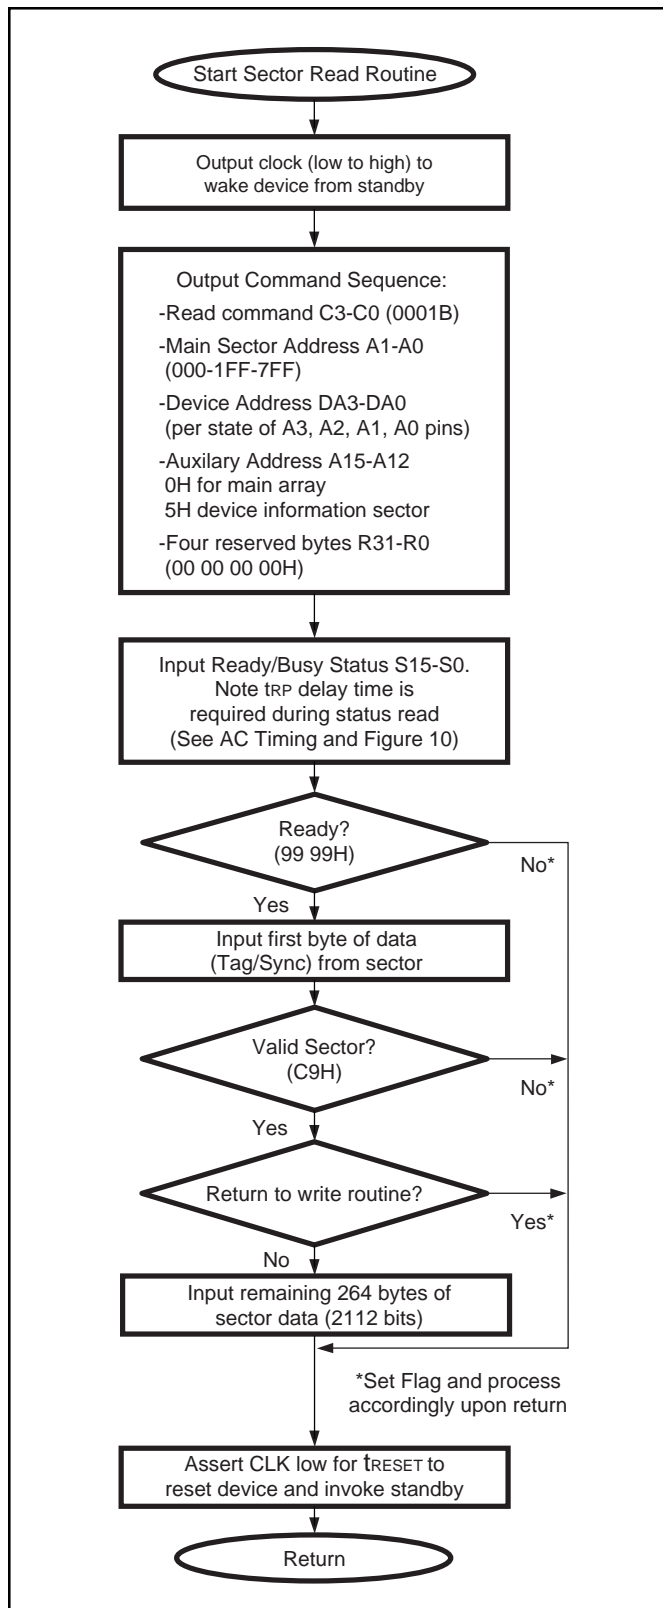 Start Sector Read Routine
Output clock (low to high) to
wake device from standby
Output Command Sequence:
-Read command C3-C0 (0001B)
-Main Sector Address A1-A0
(000-1FF-7FF)
-Device Address DA3-DA0
(per state of A3, A2, A1, A0 pins)
-Auxilary Address A15-A12
0H for main array
5H device information sector
-Four reserved bytes R31-R0
(00 00 00 00H)
Input Ready/Busy Status S15-S0.
Note tRP delay time is
required during status read
(See AC Timing and Figure 10)
Ready?
(99 99H)
No*
Yes
Input first byte of data
(Tag/Sync) from sector
Valid Sector?
(C9H)
No*
Yes
Return to write routine?
Yes*
No
Input remaining 264 bytes of
sector data (2112 bits)
*Set Flag and process
accordingly upon return
Assert CLK low for tRESET to
reset device and invoke standby
Return